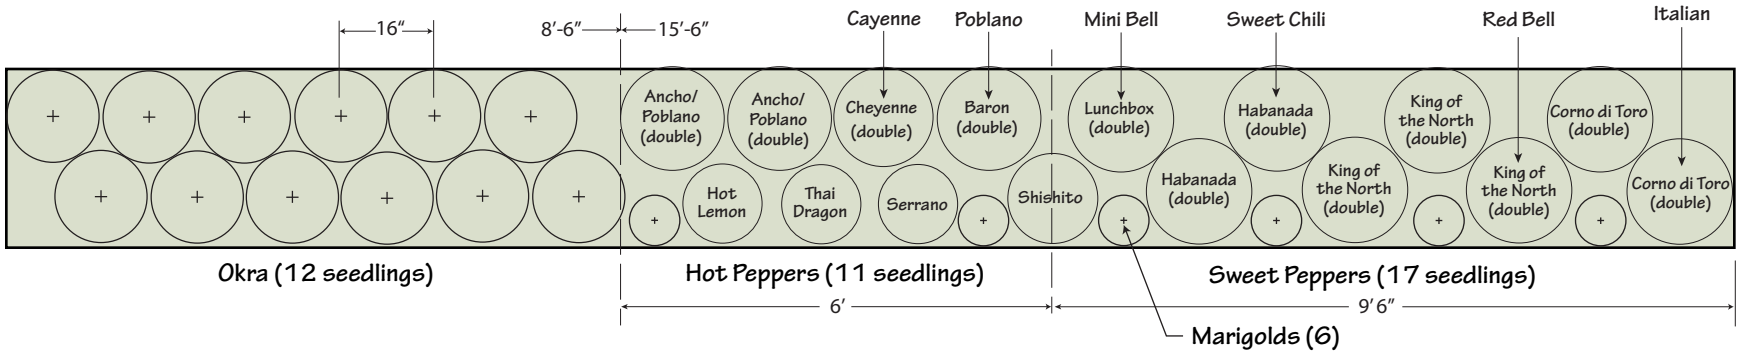 Cayenne
Poblano
Mini Bell
Sweet Chili
Red Bell
Italian
16"
8'-6"
15'-6"
Ancho/
Poblano
(double)
Ancho/
Poblano
(double)
Cheyenne
(double)
Baron
(double)
Lunchbox
(double)
Habanada
(double)
King of
the North
(double)
Corno di Toro
(double)
Hot
Lemon
Thai
Dragon
Serrano
Shishito
Habanada
(double)
King of
the North
(double)
King of
the North
(double)
Corno di Toro
(double)
Okra (12 seedlings)
Hot Peppers (11 seedlings)
Sweet Peppers (17 seedlings)
6'
9'6"
Marigolds (6)